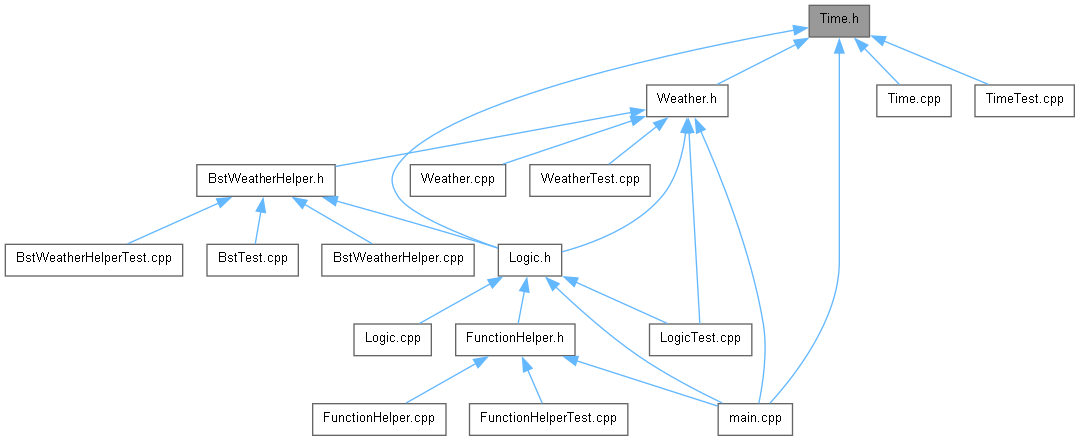 Time.h
Weather.h
Time.cpp
TimeTest.cpp
BstWeatherHelper.h
Weather.cpp
WeatherTest.cpp
BstWeatherHelperTest.cpp
BstTest.cpp
BstWeatherHelper.cpp
Logic.h
Logic.cpp
FunctionHelper.h
LogicTest.cpp
FunctionHelper.cpp
FunctionHelperTest.cpp
main.cpp